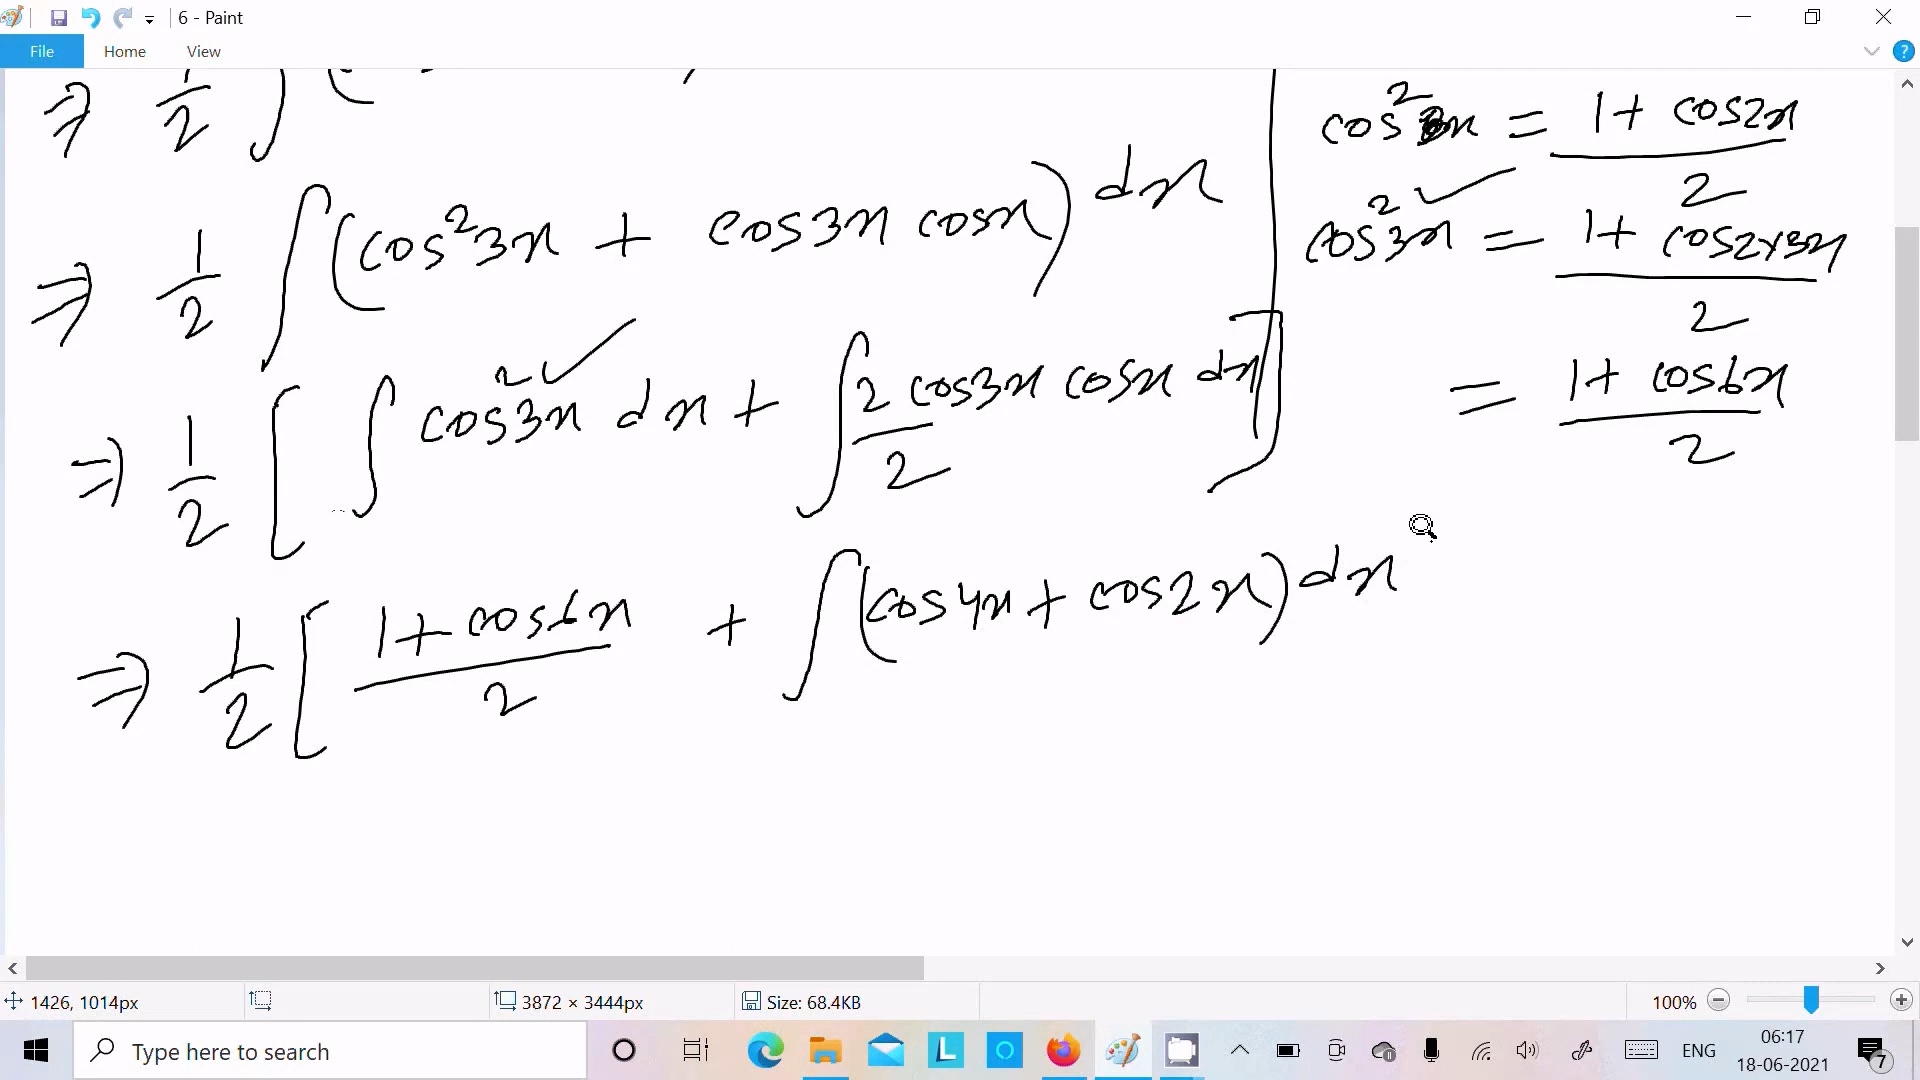 6 - Paint
File Home View
⇒ 1/2 ∫ (
⇒ 1/2 ∫ (cos²3x + cos3x cosx) dx
⇒ 1/2 [ ∫ cos²3x dx + ∫ 2/2 cos3x cosx dx ]
⇒ 1/2 [ (1 + cos6x)/2 + ∫ (cos4x + cos2x) dx
cos²x = (1 + cos2x)/2
cos²3x = (1 + cos2×3x)/2
= (1 + cos6x)/2
1426, 1014px 3872 × 3444px Size: 68.4KB 100%
Type here to search L O ENG 06:17
18-06-2021 7